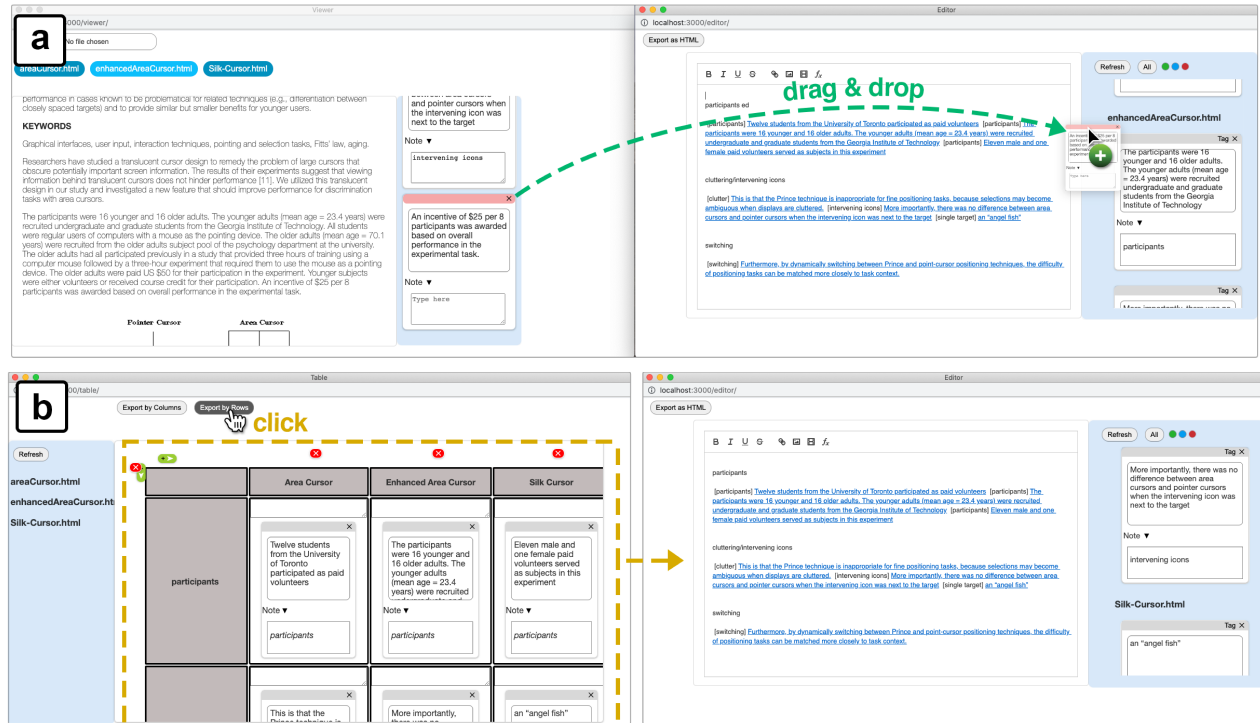 Viewer
Editor
a
000/viewer/
No file chosen
localhost:3000/editor/
Export as HTML
areaCursor.html
enhancedAreaCursor.html
Silk-Cursor.html
performance in cases known to be problematical for related techniques (e.g., differentiation between
closely spaced targets) and to provide similar but smaller benefits for younger users.
KEYWORDS
Graphical interfaces, user input, interaction techniques, pointing and selection tasks, Fitts' law, aging.
Researchers have studied a translucent cursor design to remedy the problem of large cursors that
obscure potentially important screen information. The results of their experiments suggest that viewing
information behind translucent cursors does not hinder performance [11]. We utilized this translucent
design in our study and investigated a new feature that should improve performance for discrimination
tasks with area cursors.
The participants were 16 younger and 16 older adults. The younger adults (mean age = 23.4 years) were
recruited undergraduate and graduate students from the Georgia Institute of Technology. All students
were regular users of computers with a mouse as the pointing device. The older adults (mean age = 70.1
years) were recruited from the older adults subject pool of the psychology department at the university.
The older adults had all participated previously in a study that provided three hours of training using a
computer mouse followed by a three-hour experiment that required them to use the mouse as a pointing
device. The older adults were paid US $50 for their participation in the experiment. Younger subjects
were either volunteers or received course credit for their participation. An incentive of $25 per 8
participants was awarded based on overall performance in the experimental task.
Pointer Cursor
Area Cursor
and pointer cursors when
the intervening icon was
next to the target
Note ▼
intervening icons
×
An incentive of $25 per 8
participants was awarded
based on overall
performance in the
experimental task.
Note ▼
Type here
B I U S fx
drag & drop
participants ed
[participants] Twelve students from the University of Toronto participated as paid volunteers [participants] The
participants were 16 younger and 16 older adults. The younger adults (mean age = 23.4 years) were recruited
undergraduate and graduate students from the Georgia Institute of Technology [participants] Eleven male and one
female paid volunteers served as subjects in this experiment
cluttering/intervening icons
[clutter] This is that the Prince technique is inappropriate for fine positioning tasks, because selections may become
ambiguous when displays are cluttered. [intervening icons] More importantly, there was no difference between area
cursors and pointer cursors when the intervening icon was next to the target [single target] an "angel fish"
switching
[switching] Furthermore, by dynamically switching between Prince and point-cursor positioning techniques, the difficulty
of positioning tasks can be matched more closely to task context.
Refresh
All
enhancedAreaCursor.html
Tag ×
The participants were 16
younger and 16 older adults.
The younger adults (mean age
= 23.4 years) were recruited
undergraduate and graduate
students from the Georgia
Institute of Technology
Note ▼
participants
Tag ×
Note ▼
Type here
Table
Editor
b
00/table/
localhost:3000/editor/
Export by Columns
Export by Rows
click
Export as HTML
Refresh
areaCursor.html
enhancedAreaCursor.ht
Silk-Cursor.html
Area Cursor
Enhanced Area Cursor
Silk Cursor
participants
×
Twelve students
from the University
of Toronto
participated as paid
volunteers
Note ▼
participants
×
The participants
were 16 younger and
16 older adults. The
younger adults
(mean age = 23.4
years) were recruited
Note ▼
participants
×
Eleven male and
one female paid
volunteers served
as subjects in this
experiment
Note ▼
participants
×
This is that the
×
More importantly,
×
an "angel fish"
B I U S fx
participants
[participants] Twelve students from the University of Toronto participated as paid volunteers [participants] The
participants were 16 younger and 16 older adults. The younger adults (mean age = 23.4 years) were recruited
undergraduate and graduate students from the Georgia Institute of Technology [participants] Eleven male and one
female paid volunteers served as subjects in this experiment
cluttering/intervening icons
[clutter] This is that the Prince technique is inappropriate for fine positioning tasks, because selections may become
ambiguous when displays are cluttered. [intervening icons] More importantly, there was no difference between area
cursors and pointer cursors when the intervening icon was next to the target [single target] an "angel fish"
switching
[switching] Furthermore, by dynamically switching between Prince and point-cursor positioning techniques, the difficulty
of positioning tasks can be matched more closely to task context.
Refresh
All
Tag ×
More importantly, there was no
difference between area
cursors and pointer cursors
when the intervening icon was
next to the target
Note ▼
intervening icons
Silk-Cursor.html
Tag ×
an "angel fish"